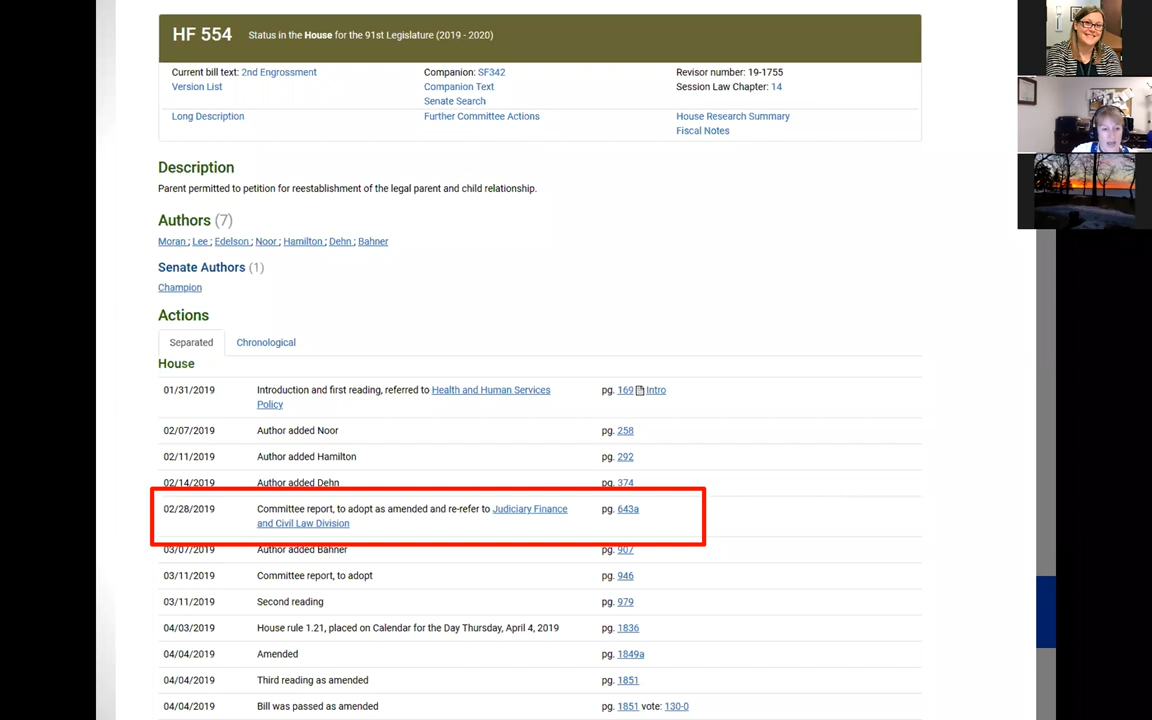 HF 554 Status in the House for the 91st Legislature (2019 - 2020)
Current bill text: 2nd Engrossment
Version List
Companion: SF342
Companion Text
Senate Search
Revisor number: 19-1755
Session Law Chapter: 14
Long Description
Further Committee Actions
House Research Summary
Fiscal Notes
Description
Parent permitted to petition for reestablishment of the legal parent and child relationship.
Authors (7)
Moran ; Lee ; Edelson ; Noor ; Hamilton ; Dehn ; Bahner
Senate Authors (1)
Champion
Actions
Separated Chronological
House
01/31/2019 Introduction and first reading, referred to Health and Human Services pg. 169 Intro
Policy
02/07/2019 Author added Noor pg. 258
02/11/2019 Author added Hamilton pg. 292
02/14/2019 Author added Dehn pg. 374
02/28/2019 Committee report, to adopt as amended and re-refer to Judiciary Finance pg. 643a
and Civil Law Division
03/07/2019 Author added Bahner pg. 907
03/11/2019 Committee report, to adopt pg. 946
03/11/2019 Second reading pg. 979
04/03/2019 House rule 1.21, placed on Calendar for the Day Thursday, April 4, 2019 pg. 1836
04/04/2019 Amended pg. 1849a
04/04/2019 Third reading as amended pg. 1851
04/04/2019 Bill was passed as amended pg. 1851 vote: 130-0